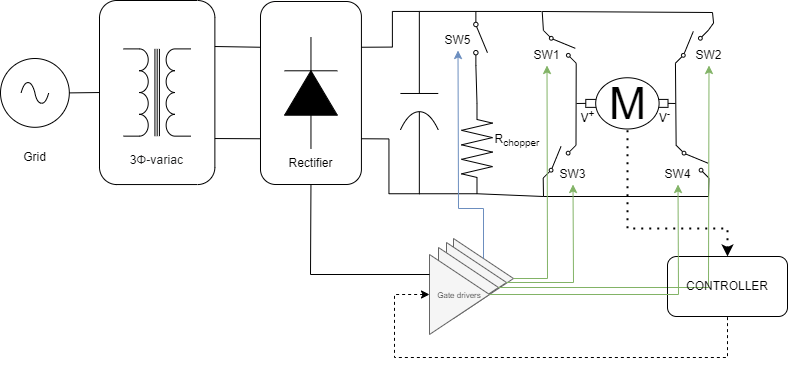 SW5
SW1
SW2
M
V+
V-
Rchopper
Grid
3Φ-variac
Rectifier
SW3
SW4
Gate drivers
CONTROLLER